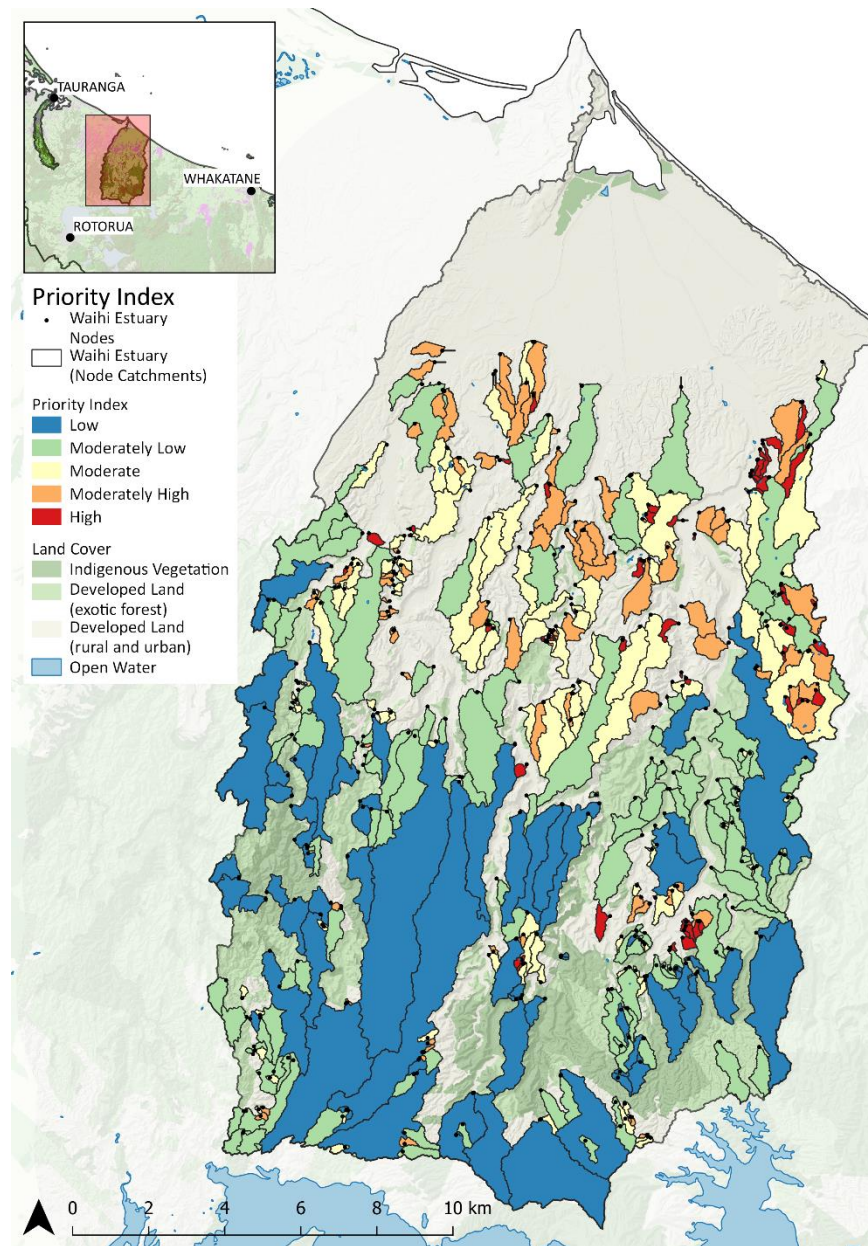 TAURANGA
WHAKATANE
ROTORUA
Priority Index
Waihi Estuary
Nodes
Waihi Estuary
(Node Catchments)
Priority Index
Low
Moderately Low
Moderate
Moderately High
High
Land Cover
Indigenous Vegetation
Developed Land
(exotic forest)
Developed Land
(rural and urban)
Open Water
0 2 4 6 8 10 km